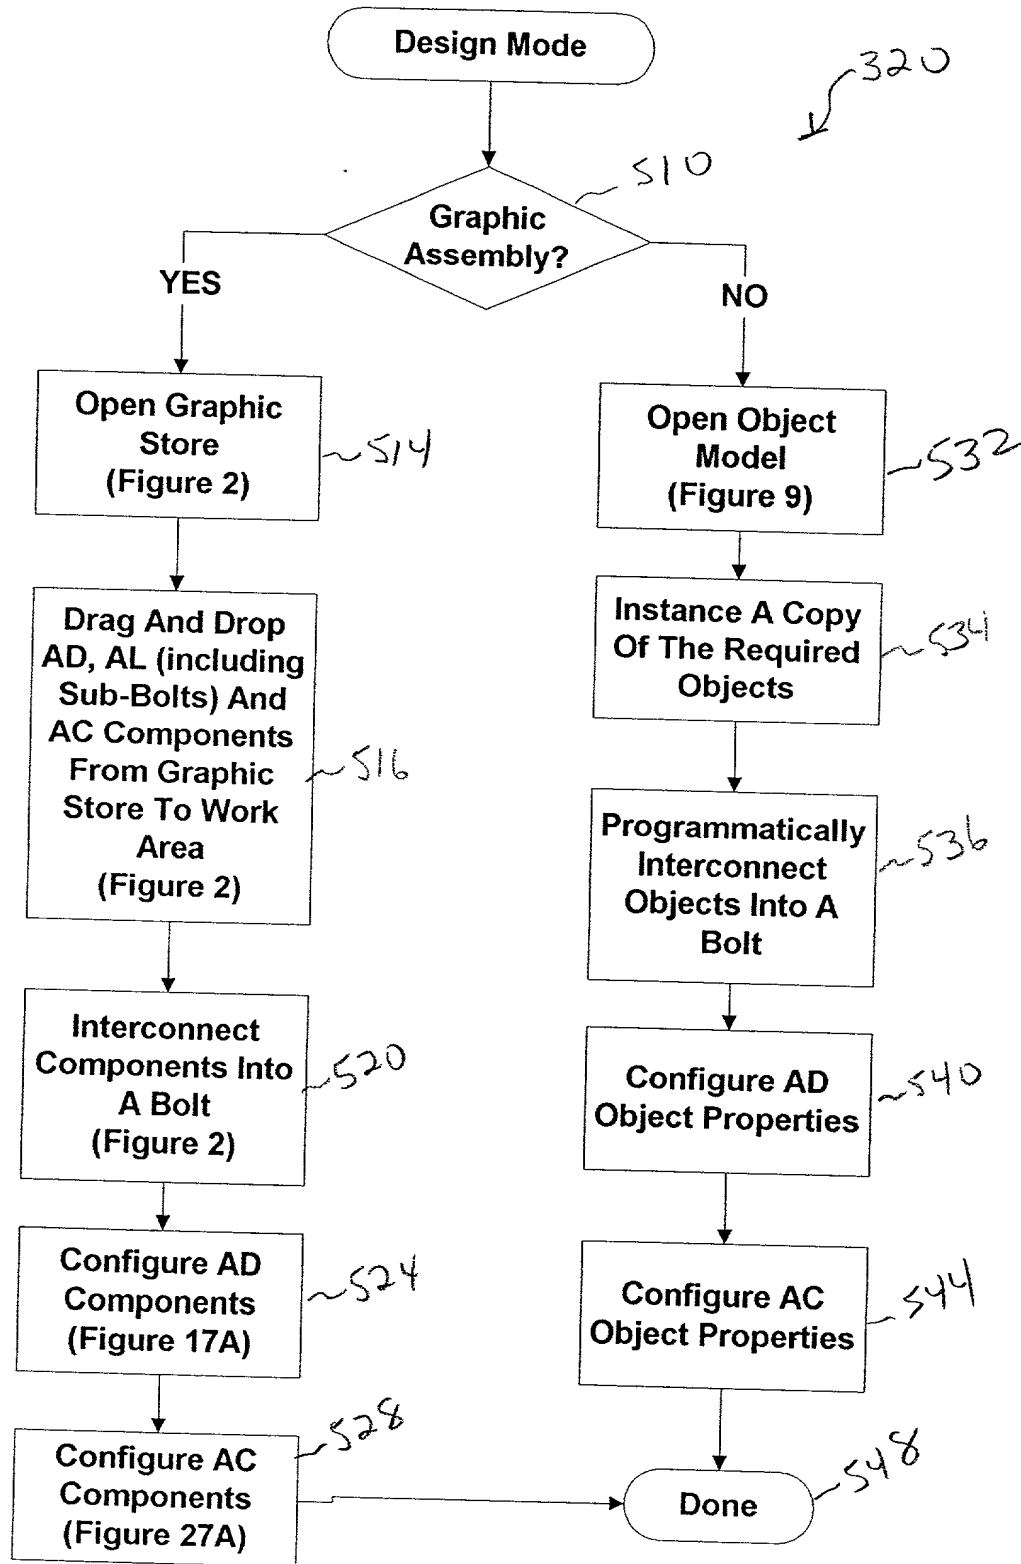 Design Mode
320
510
Graphic
Assembly?
YES
NO
Open Graphic
Store
(Figure 2)
514
Open Object
Model
(Figure 9)
532
Drag And Drop
AD, AL (including
Sub-Bolts) And
AC Components
From Graphic
Store To Work
Area
(Figure 2)
516
Instance A Copy
Of The Required
Objects
534
Programmatically
Interconnect
Objects Into A
Bolt
536
Interconnect
Components Into
A Bolt
(Figure 2)
520
Configure AD
Object Properties
540
Configure AD
Components
(Figure 17A)
524
Configure AC
Object Properties
544
Configure AC
Components
(Figure 27A)
528
Done
548